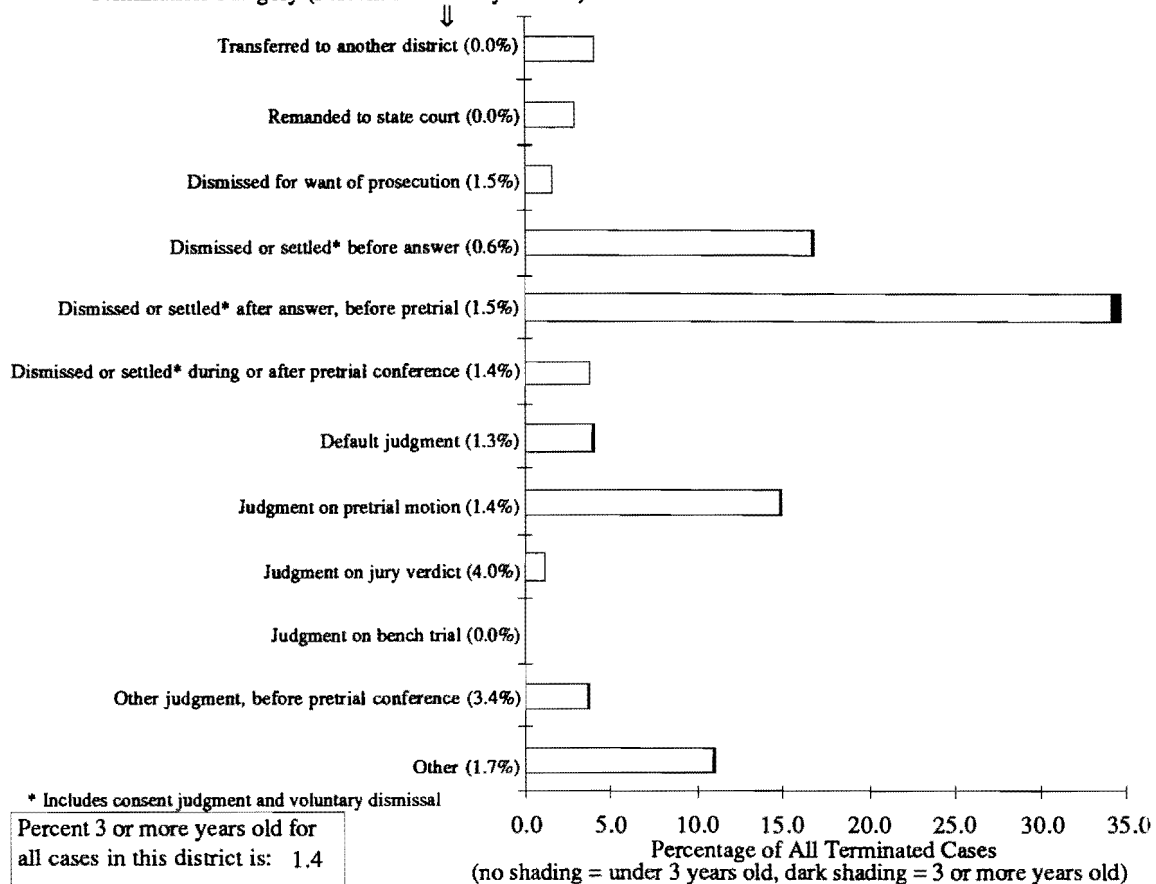 ⇓
Transferred to another district (0.0%)
Remanded to state court (0.0%)
Dismissed for want of prosecution (1.5%)
Dismissed or settled* before answer (0.6%)
Dismissed or settled* after answer, before pretrial (1.5%)
Dismissed or settled* during or after pretrial conference (1.4%)
Default judgment (1.3%)
Judgment on pretrial motion (1.4%)
Judgment on jury verdict (4.0%)
Judgment on bench trial (0.0%)
Other judgment, before pretrial conference (3.4%)
Other (1.7%)
* Includes consent judgment and voluntary dismissal
Percent 3 or more years old for
all cases in this district is: 1.4
0.0 5.0 10.0 15.0 20.0 25.0 30.0 35.0
Percentage of All Terminated Cases
(no shading = under 3 years old, dark shading = 3 or more years old)